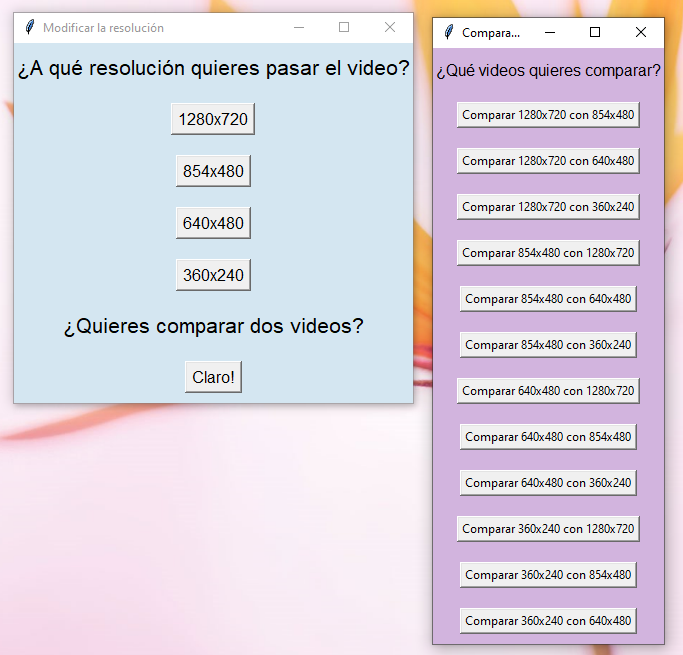 Modificar la resolución
¿A qué resolución quieres pasar el video?
1280x720
854x480
640x480
360x240
¿Quieres comparar dos videos?
Claro!
Compara...
¿Qué videos quieres comparar?
Comparar 1280x720 con 854x480
Comparar 1280x720 con 640x480
Comparar 1280x720 con 360x240
Comparar 854x480 con 1280x720
Comparar 854x480 con 640x480
Comparar 854x480 con 360x240
Comparar 640x480 con 1280x720
Comparar 640x480 con 854x480
Comparar 640x480 con 360x240
Comparar 360x240 con 1280x720
Comparar 360x240 con 854x480
Comparar 360x240 con 640x480